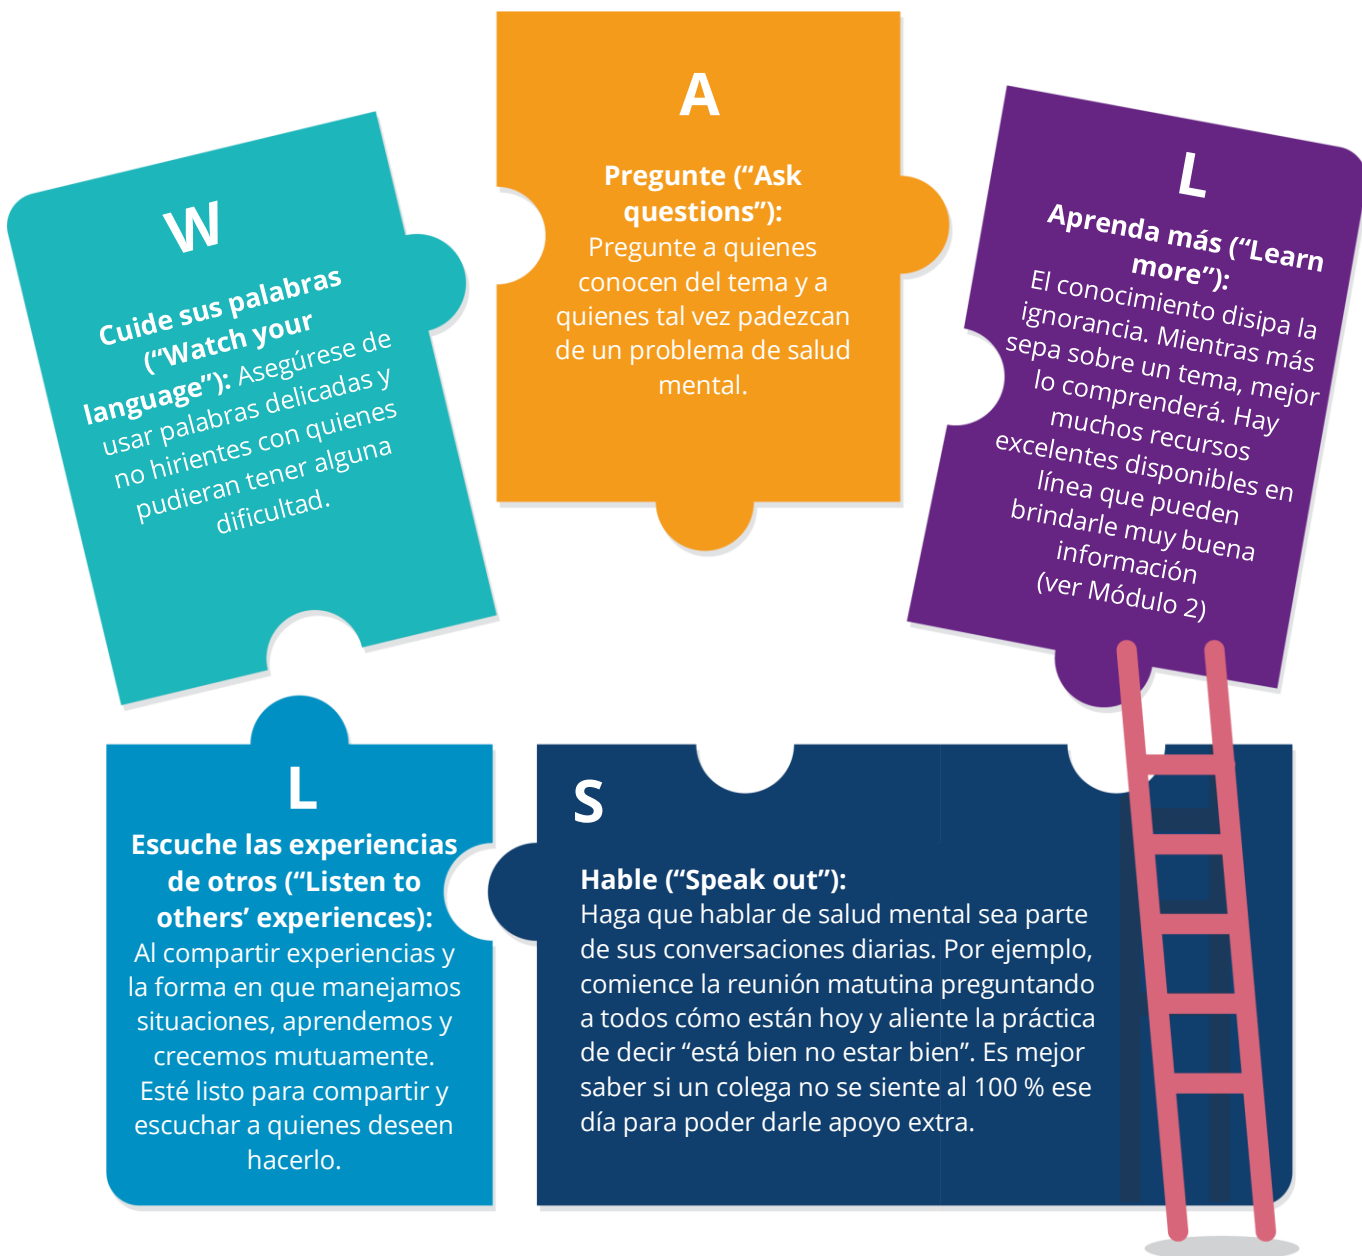 W
Cuide sus palabras
(“Watch your
language”): Asegúrese de
usar palabras delicadas y
no hirientes con quienes
pudieran tener alguna
dificultad.
A
Pregunte (“Ask
questions”):
Pregunte a quienes
conocen del tema y a
quienes tal vez padezcan
de un problema de salud
mental.
L
Aprenda más (“Learn
more”):
El conocimiento disipa la
ignorancia. Mientras más
sepa sobre un tema, mejor
lo comprenderá. Hay
muchos recursos
excelentes disponibles en
línea que pueden
brindarle muy buena
información
(ver Módulo 2)
L
Escuche las experiencias
de otros (“Listen to
others’ experiences):
Al compartir experiencias y
la forma en que manejamos
situaciones, aprendemos y
crecemos mutuamente.
Esté listo para compartir y
escuchar a quienes deseen
hacerlo.
S
Hable (“Speak out”):
Haga que hablar de salud mental sea parte
de sus conversaciones diarias. Por ejemplo,
comience la reunión matutina preguntando
a todos cómo están hoy y aliente la práctica
de decir “está bien no estar bien”. Es mejor
saber si un colega no se siente al 100 % ese
día para poder darle apoyo extra.